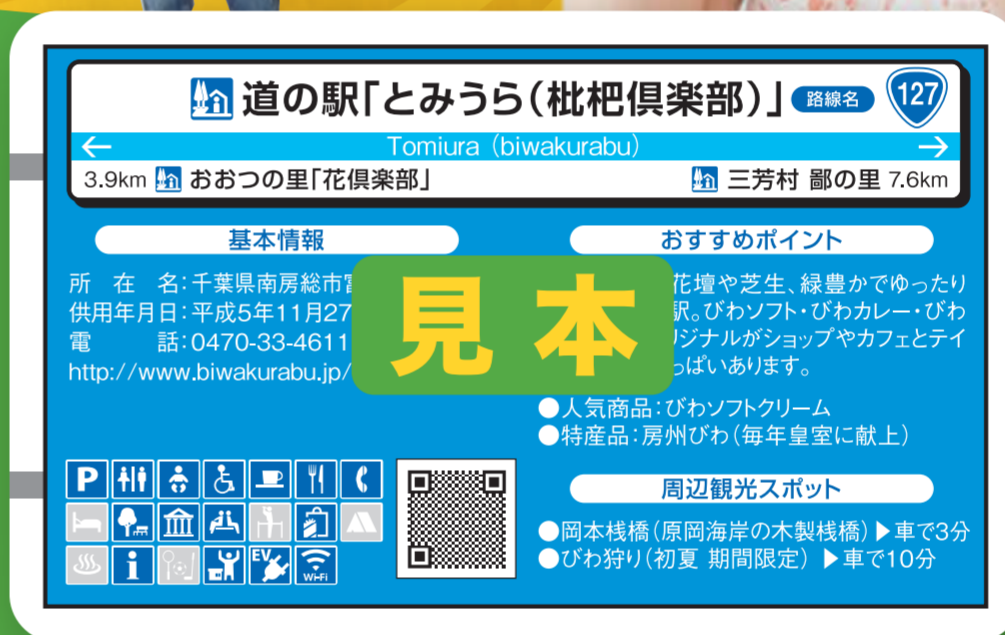 道の駅「とみうら(枇杷倶楽部)」 路線名 127
← Tomiura (biwakurabu) →
3.9km おおつの里「花倶楽部」 三芳村 鄙の里 7.6km
基本情報
所在名:千葉県南房総市
供用年月日:平成5年11月27
電話:0470-33-4611
http://www.biwakurabu.jp/
見本
おすすめポイント
花壇や芝生、緑豊かでゆったり
駅。びわソフト・びわカレー・びわ
ジナルがショップやカフェとテイ
っぱいあります。
●人気商品:びわソフトクリーム
●特産品:房州びわ(毎年皇室に献上)
周辺観光スポット
●岡本桟橋(原岡海岸の木製桟橋)▶車で3分
●びわ狩り(初夏 期間限定) ▶車で10分
P
i
EV
Wi-Fi